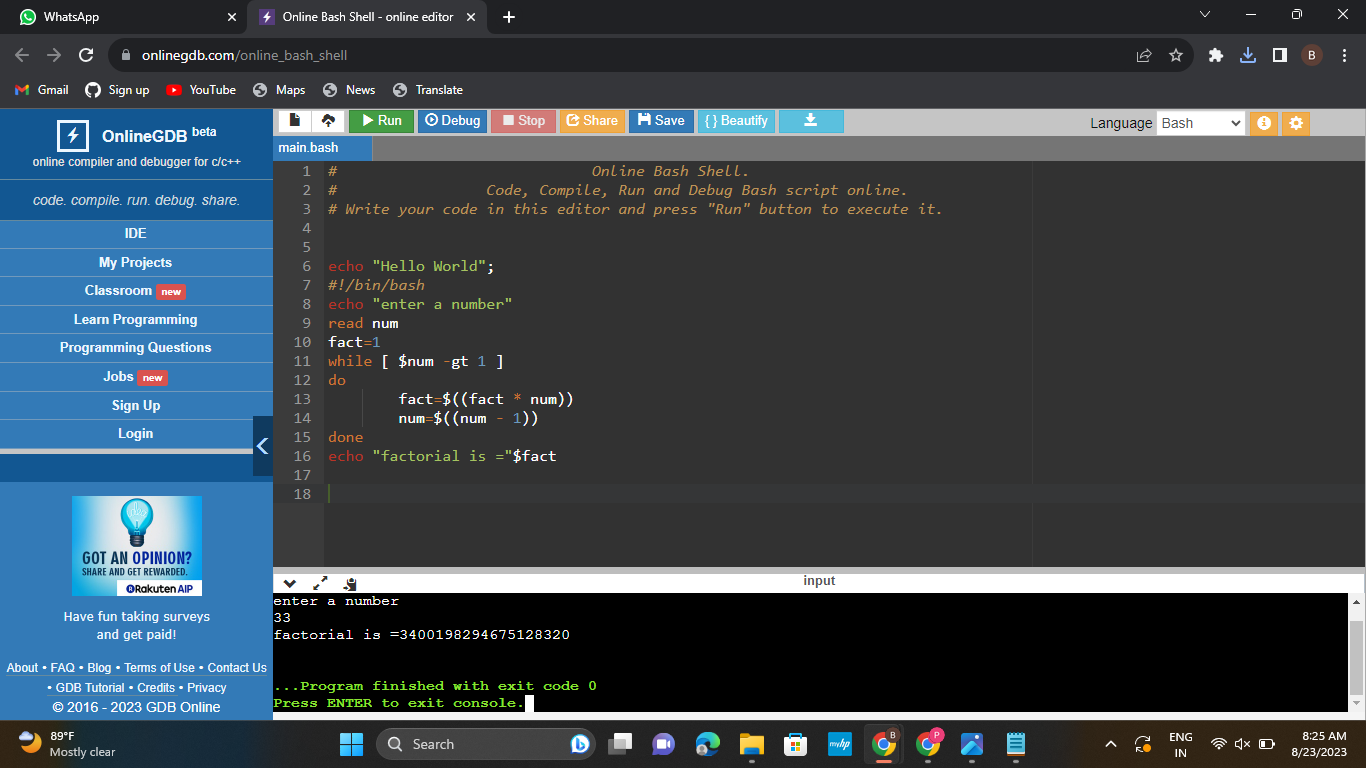 WhatsApp
Online Bash Shell - online editor
onlinegdb.com/online_bash_shell
B
Gmail Sign up YouTube Maps News Translate
OnlineGDB beta
online compiler and debugger for c/c++
code. compile. run. debug. share.
IDE
My Projects
Classroom new
Learn Programming
Programming Questions
Jobs new
Sign Up
Login
GOT AN OPINION?
SHARE AND GET REWARDED.
Rakuten AIP
Have fun taking surveys
and get paid!
About • FAQ • Blog • Terms of Use • Contact Us
• GDB Tutorial • Credits • Privacy
© 2016 - 2023 GDB Online
Run Debug Stop Share Save { } Beautify
Language Bash
main.bash
1 # Online Bash Shell.
2 # Code, Compile, Run and Debug Bash script online.
3 # Write your code in this editor and press "Run" button to execute it.
4
5
6 echo "Hello World";
7 #!/bin/bash
8 echo "enter a number"
9 read num
10 fact=1
11 while [ $num -gt 1 ]
12 do
13 fact=$((fact * num))
14 num=$((num - 1))
15 done
16 echo "factorial is ="$fact
17
18
input
enter a number
33
factorial is =3400198294675128320
...Program finished with exit code 0
Press ENTER to exit console.
89°F
Mostly clear
Search
myhp
B
P
ENG
IN
8:25 AM
8/23/2023